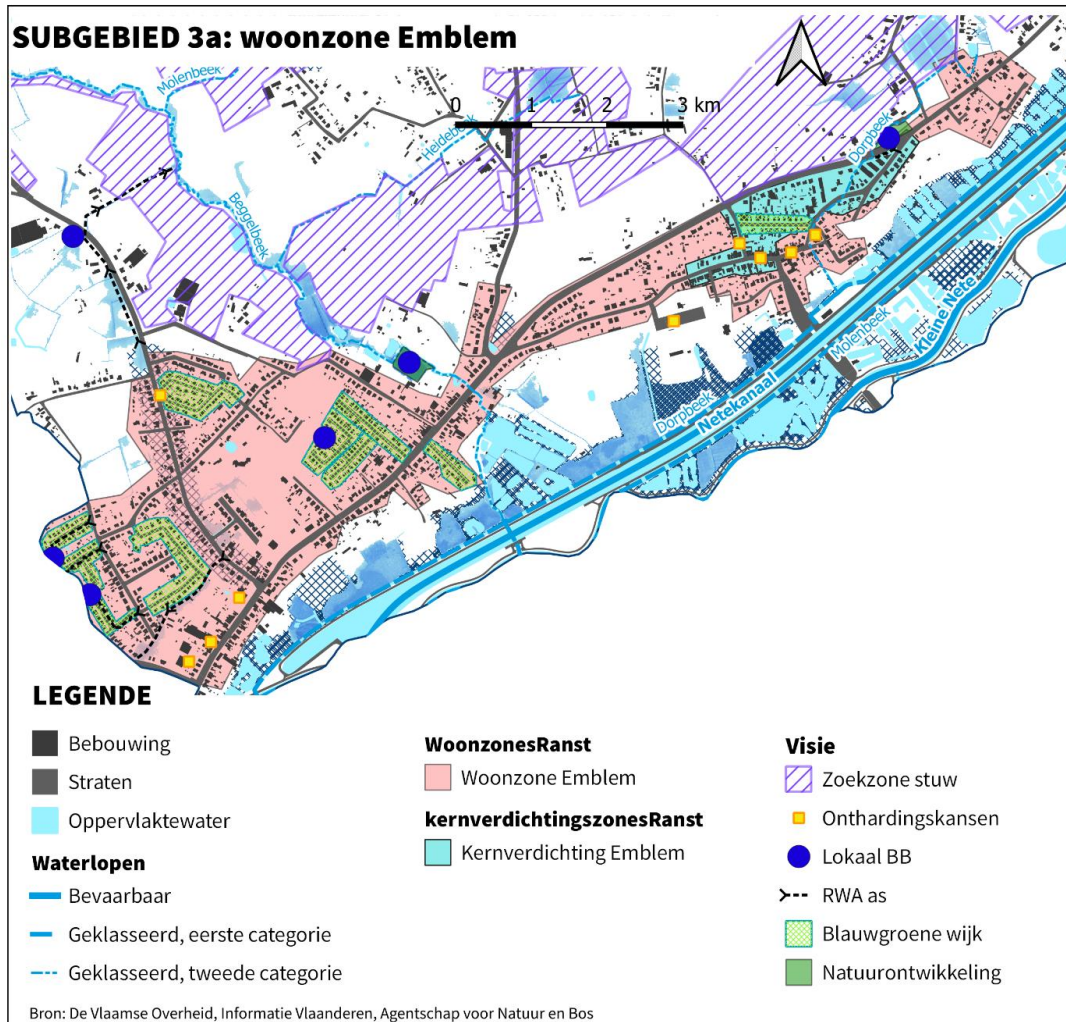 SUBGEBIED 3a: woonzone Emblem
Molenbeek
0 1 2 3 km
Heidebeek
Dorpbeek
Beggelbeek
Kleine Nete
Molenbeek
Netekanaal
Dorpbeek
LEGENDE
Bebouwing
Straten
Oppervlaktewater
Waterlopen
Bevaarbaar
Geklasseerd, eerste categorie
Geklasseerd, tweede categorie
WoonzonesRanst
Woonzone Emblem
kernverdichtingszonesRanst
Kernverdichting Emblem
Visie
Zoekzone stuw
Onthardingskansen
Lokaal BB
RWA as
Blauwgroene wijk
Natuurontwikkeling
Bron: De Vlaamse Overheid, Informatie Vlaanderen, Agentschap voor Natuur en Bos